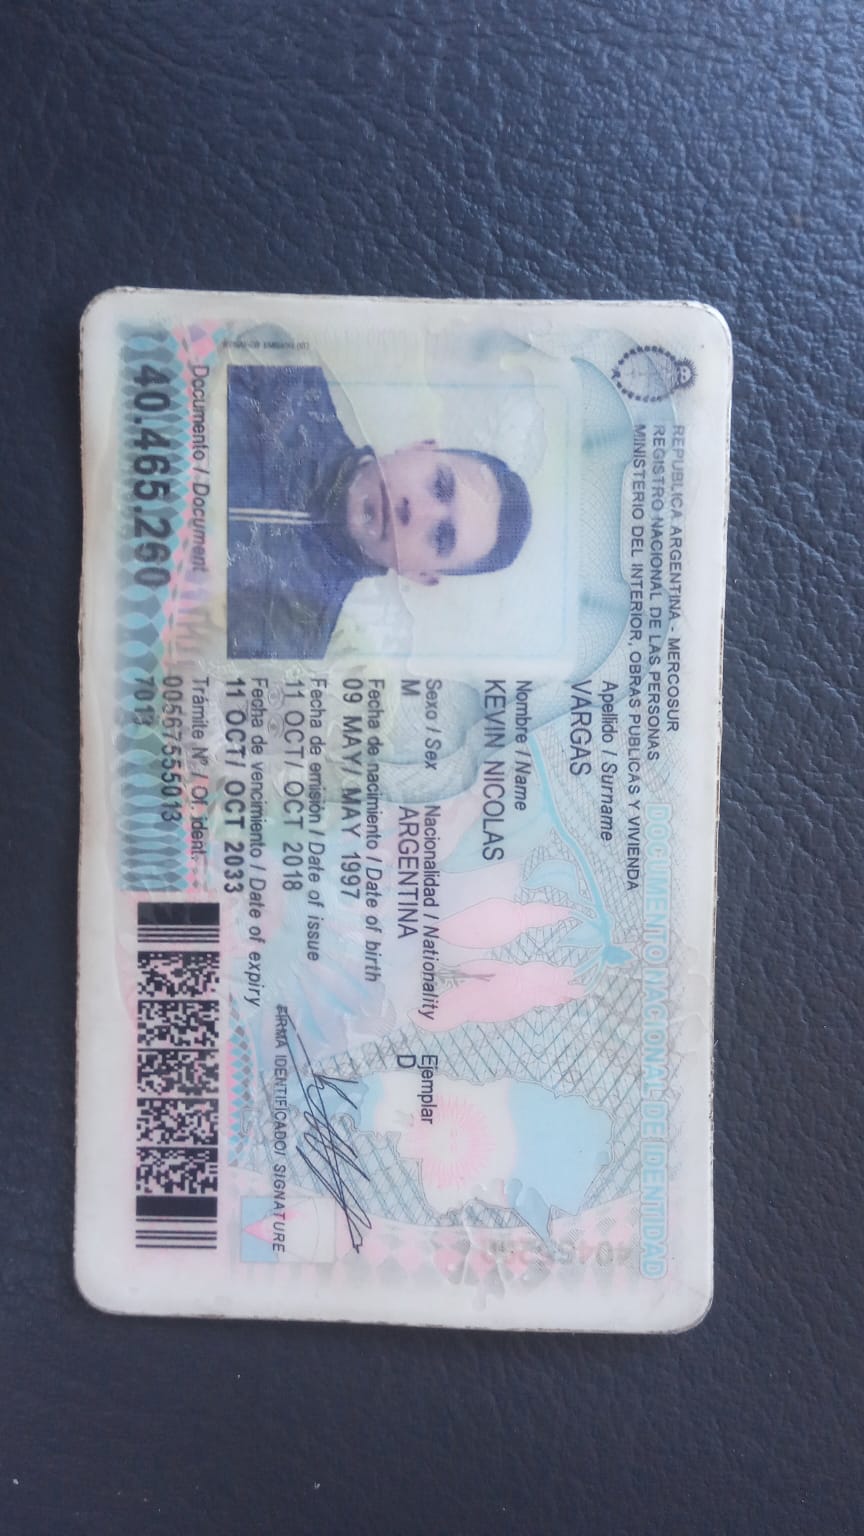 REPUBLICA ARGENTINA - MERCOSUR
REGISTRO NACIONAL DE LAS PERSONAS
MINISTERIO DEL INTERIOR, OBRAS PUBLICAS Y VIVIENDA
DOCUMENTO NACIONAL DE IDENTIDAD
Apellido / Surname
VARGAS
Nombre / Name
KEVIN NICOLAS
Sexo / Sex Nacionalidad / Nationality Ejemplar
M ARGENTINA D
Fecha de nacimiento / Date of birth
09 MAY/ MAY 1997
Fecha de emisión / Date of issue
11 OCT/ OCT 2018
Fecha de vencimiento / Date of expiry
11 OCT/ OCT 2033
FIRMA IDENTIFICADO/ SIGNATURE
Documento / Document
40.465.260
Trámite Nº / Of. ident.
00567555013